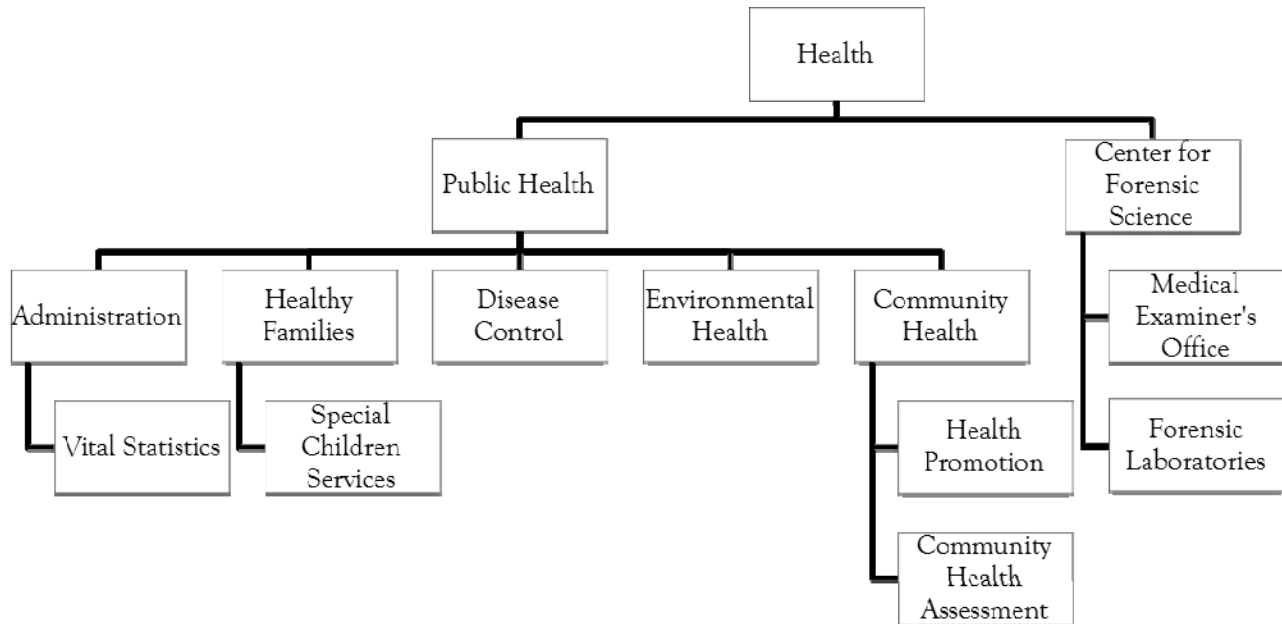 Health
Public Health
Center for
Forensic
Science
Administration
Healthy
Families
Disease
Control
Environmental
Health
Community
Health
Medical
Examiner's
Office
Vital Statistics
Special
Children
Services
Health
Promotion
Forensic
Laboratories
Community
Health
Assessment